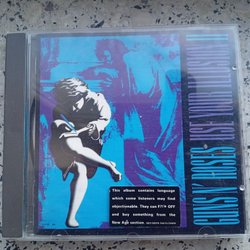 GUNS N' ROSES
USE YOUR ILLUSION II
This album contains language
which some listeners may find
objectionable. They can F?!* OFF
and buy something from the
New Age section.